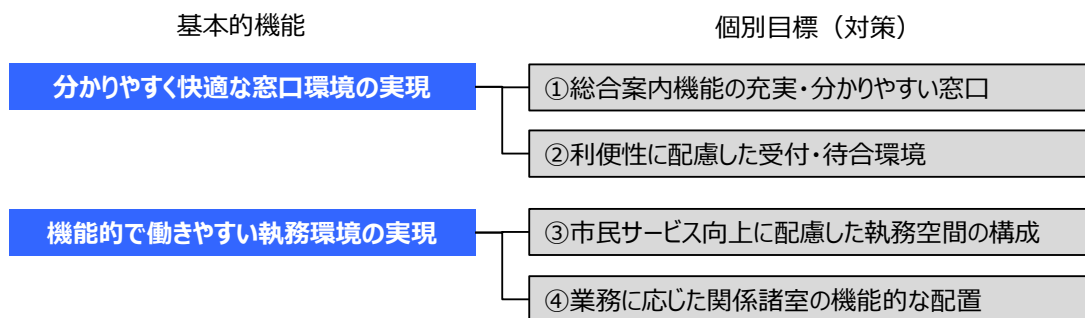 基本的機能
個別目標（対策）
分かりやすく快適な窓口環境の実現
①総合案内機能の充実・分かりやすい窓口
②利便性に配慮した受付・待合環境
機能的で働きやすい執務環境の実現
③市民サービス向上に配慮した執務空間の構成
④業務に応じた関係諸室の機能的な配置